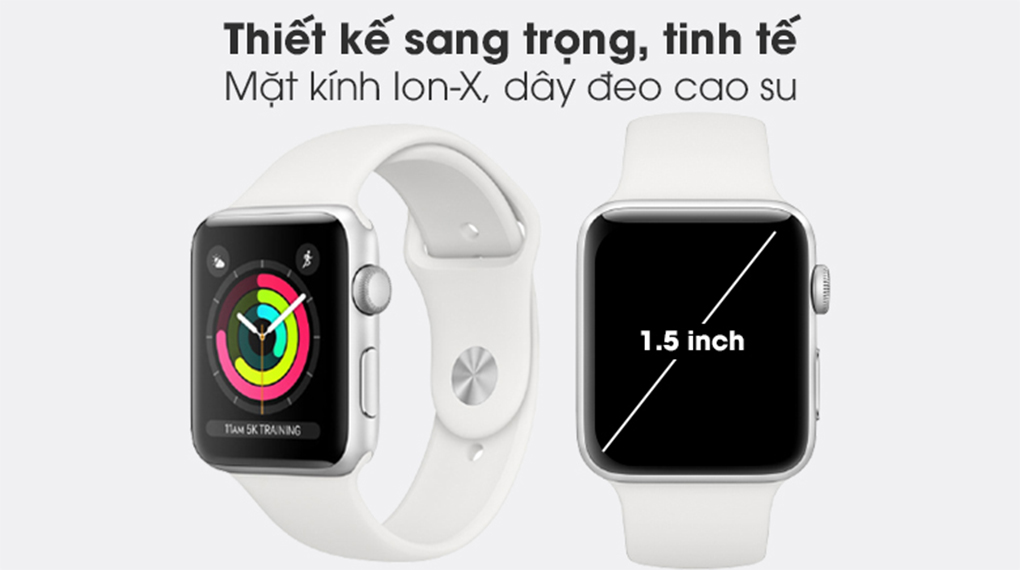 Thiết kế sang trọng, tinh tế
Mặt kính Ion-X, dây đeo cao su
11AM 5K TRAINING
1.5 inch